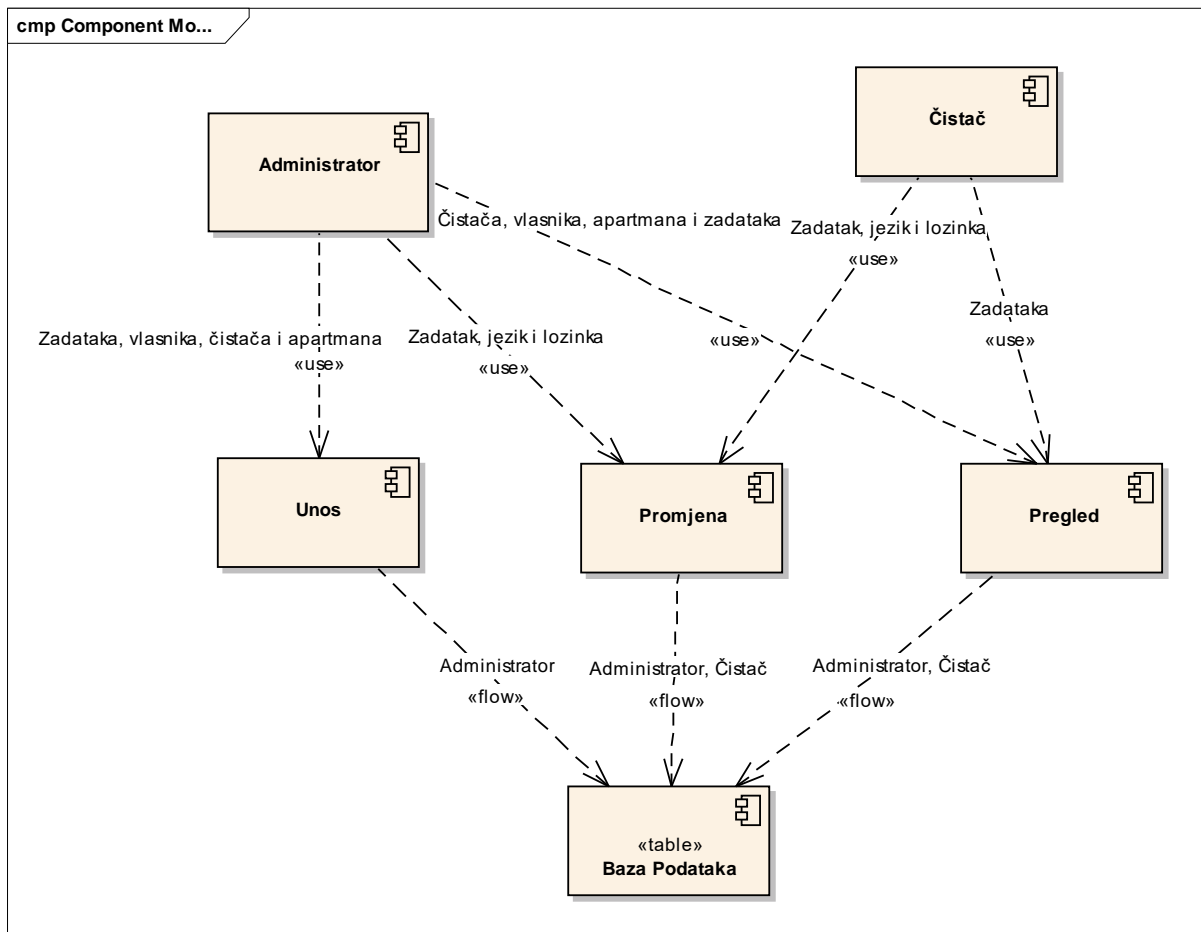 cmp Component Mo...
Čistač
Administrator
Čistača, vlasnika, apartmana i zadataka
Zadatak, jezik i lozinka
«use»
Zadataka
«use»
Zadataka, vlasnika, čistača i apartmana
«use»
Zadatak, jezik i lozinka
«use»
«use»
Unos
Promjena
Pregled
Administrator
«flow»
Administrator, Čistač
«flow»
Administrator, Čistač
«flow»
«table»
Baza Podataka